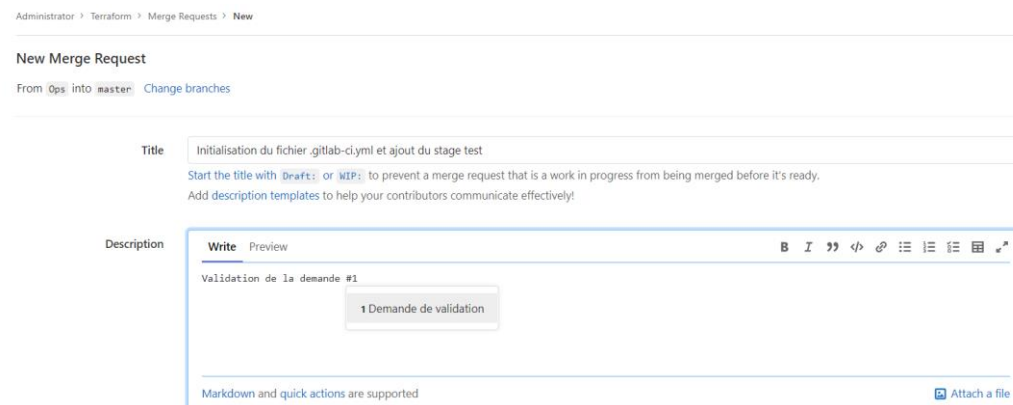 Administrator > Terraform > Merge Requests > New
New Merge Request
From Ops into master Change branches
Title
Initialisation du fichier .gitlab-ci.yml et ajout du stage test
Start the title with Draft: or WIP: to prevent a merge request that is a work in progress from being merged before it's ready.
Add description templates to help your contributors communicate effectively!
Description
Write Preview
Validation de la demande #1
1 Demande de validation
Markdown and quick actions are supported
Attach a file